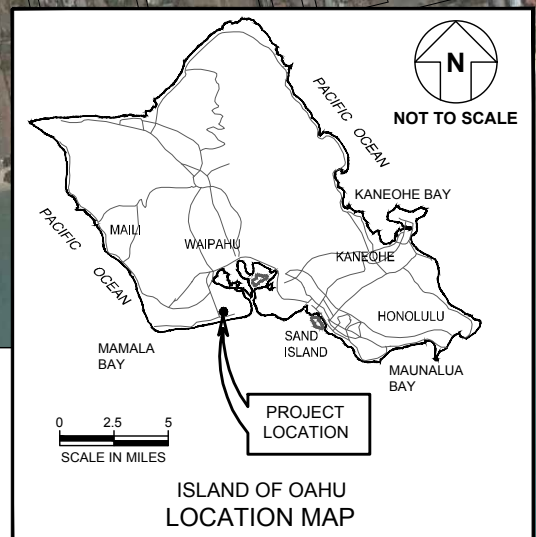 N
NOT TO SCALE
PACIFIC OCEAN
KANEOHE BAY
MAILI
WAIPAHU
KANEOHE
PACIFIC OCEAN
HONOLULU
SAND
ISLAND
MAMALA
BAY
MAUNALUA
BAY
PROJECT
LOCATION
0 2.5 5
SCALE IN MILES
ISLAND OF OAHU
LOCATION MAP